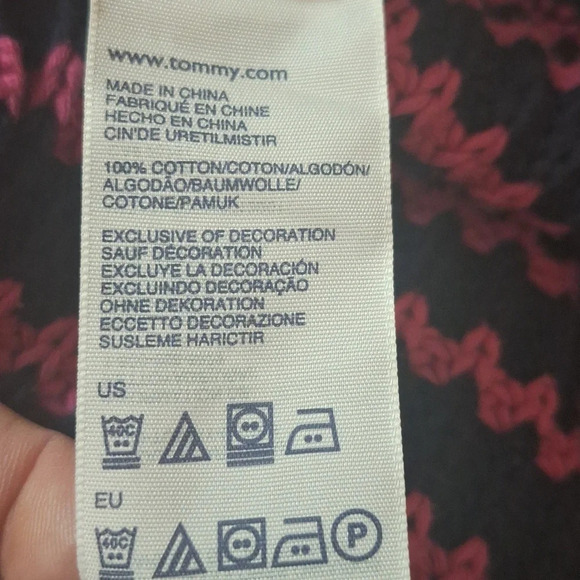 www.tommy.com
MADE IN CHINA
FABRIQUÉ EN CHINE
HECHO EN CHINA
CIN'DE URETILMISTIR
100% COTTON/COTON/ALGODÓN/
ALGODÃO/BAUMWOLLE/
COTONE/PAMUK
EXCLUSIVE OF DECORATION
SAUF DÉCORATION
EXCLUYE LA DECORACIÓN
EXCLUINDO DECORAÇÃO
OHNE DEKORATION
ECCETTO DECORAZIONE
SUSLEME HARICTIR
US
40C
EU
40C P